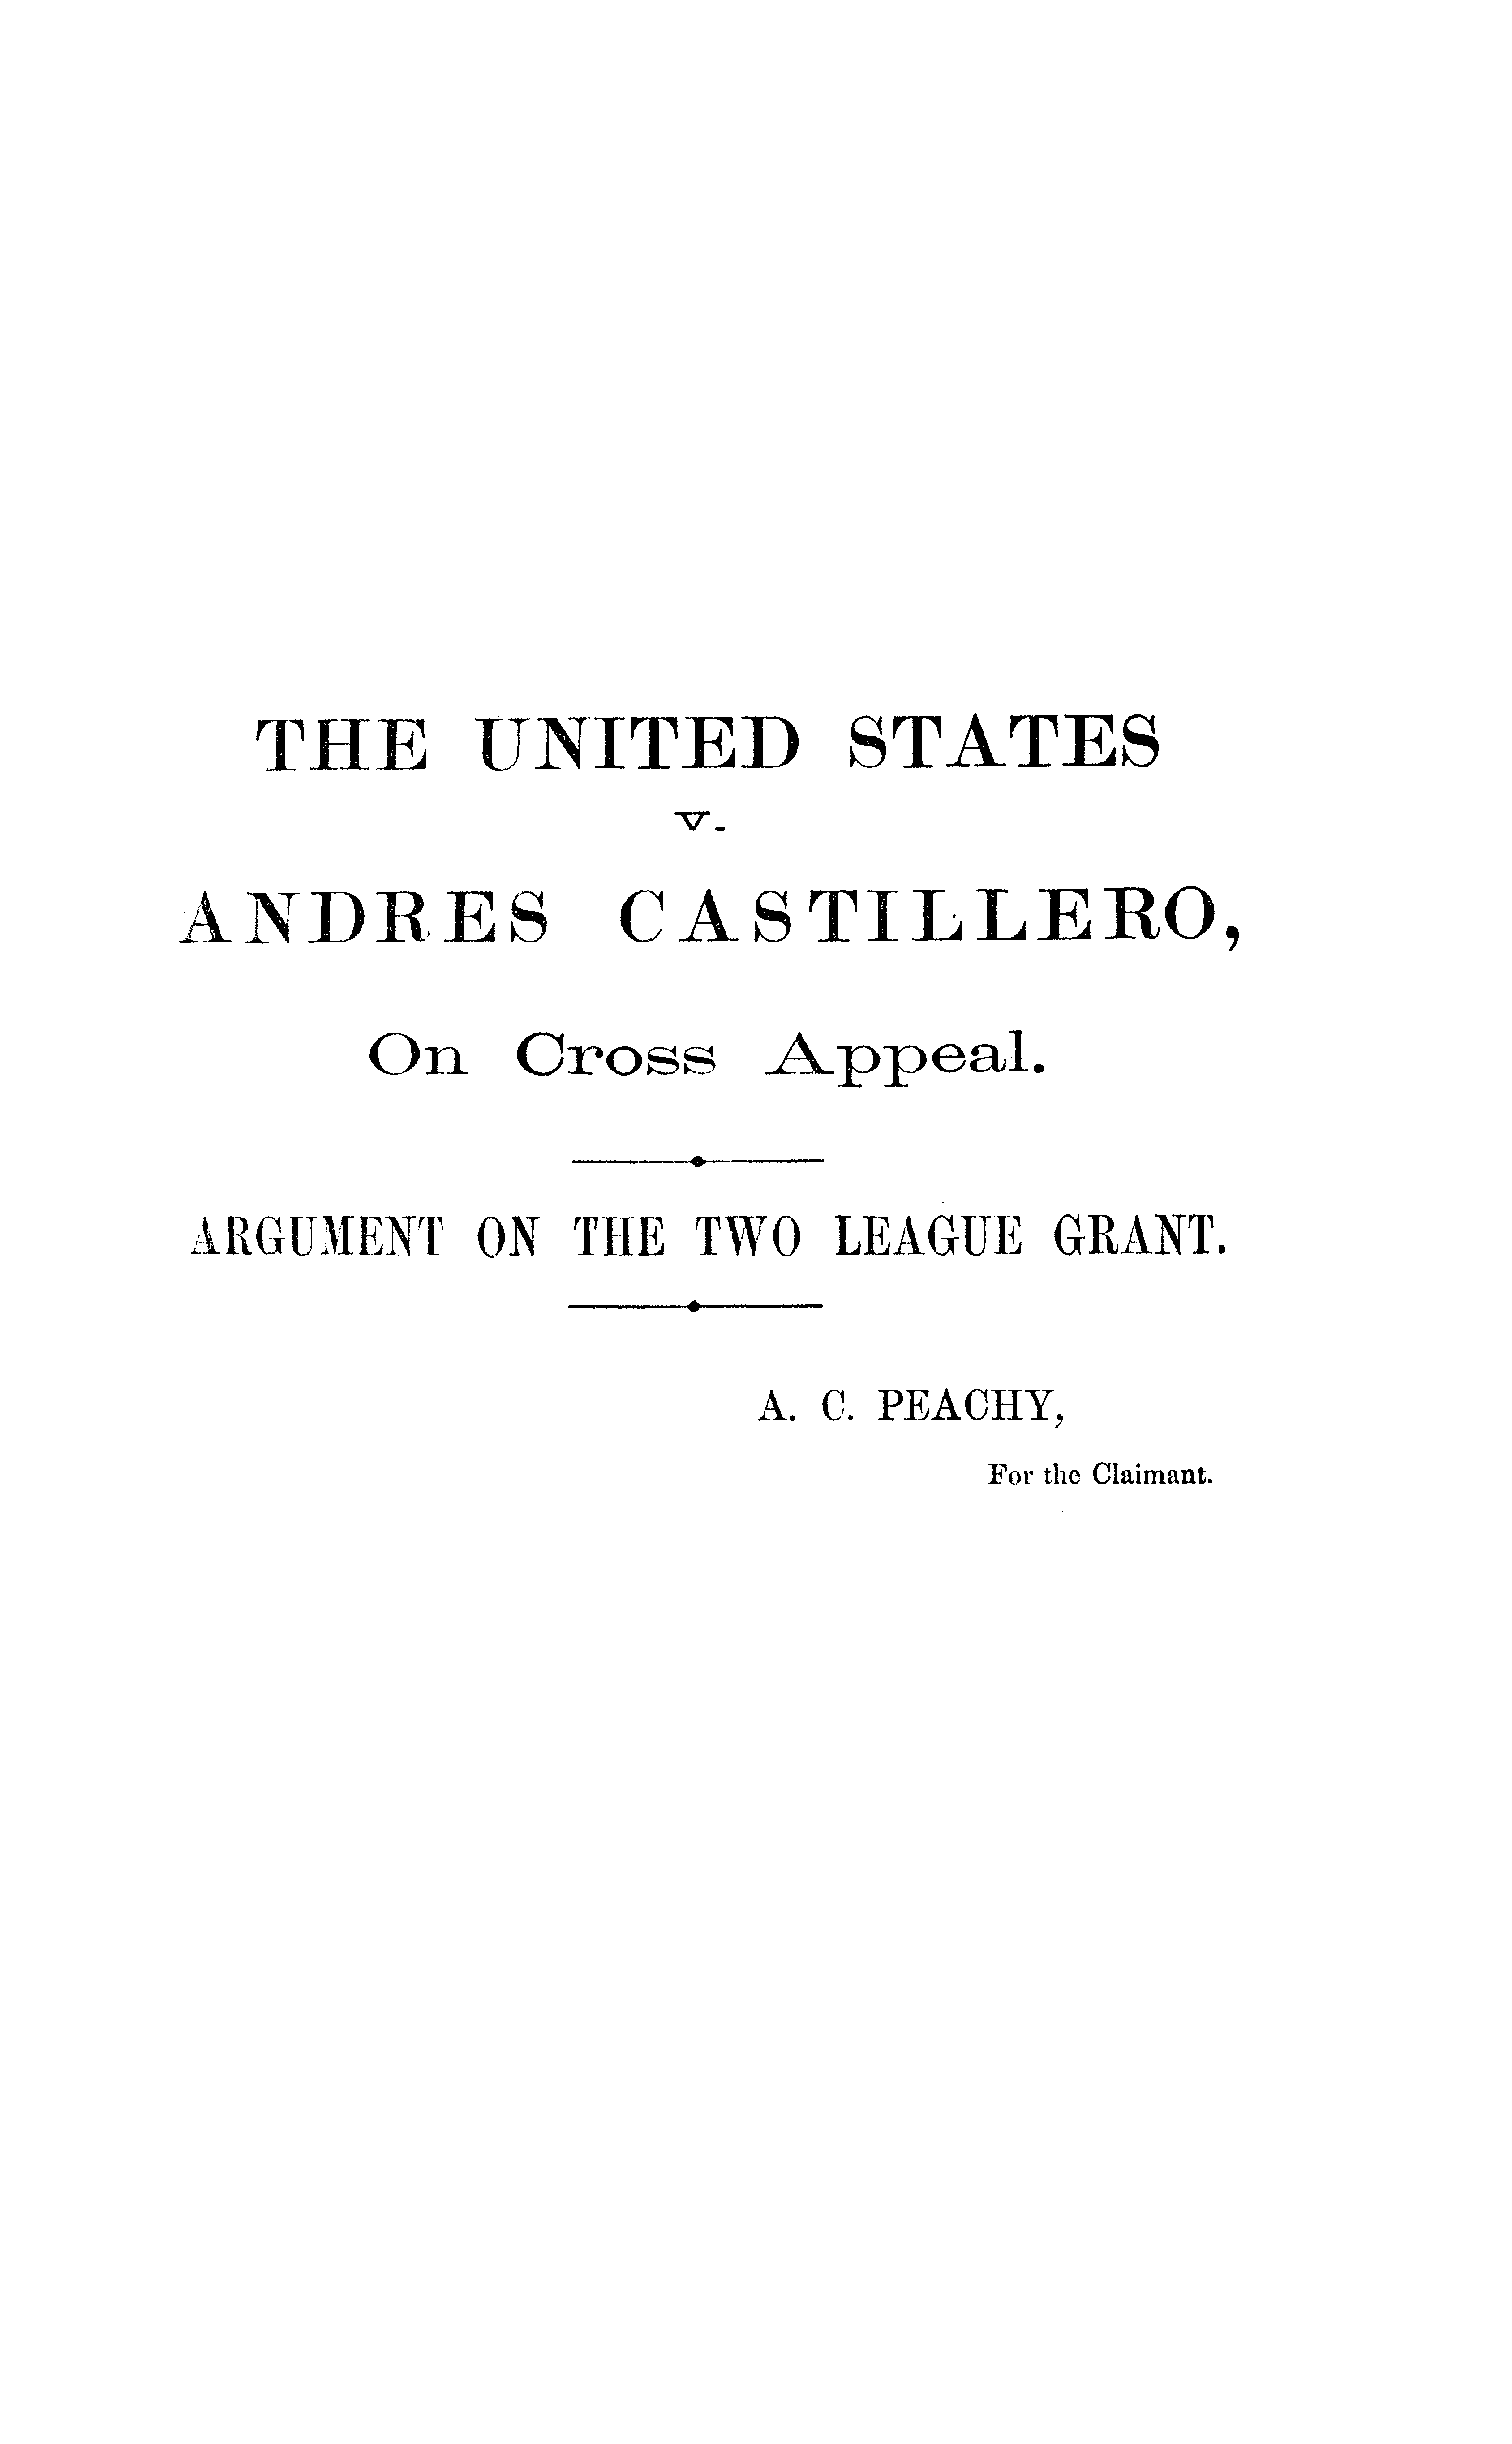 THE UNITED STATES
v.
ANDRES CASTILLERO,
On Cross Appeal.
ARGUMENT ON THE TWO LEAGUE GRANT.
A. C. PEACHY,
For the Claimant.